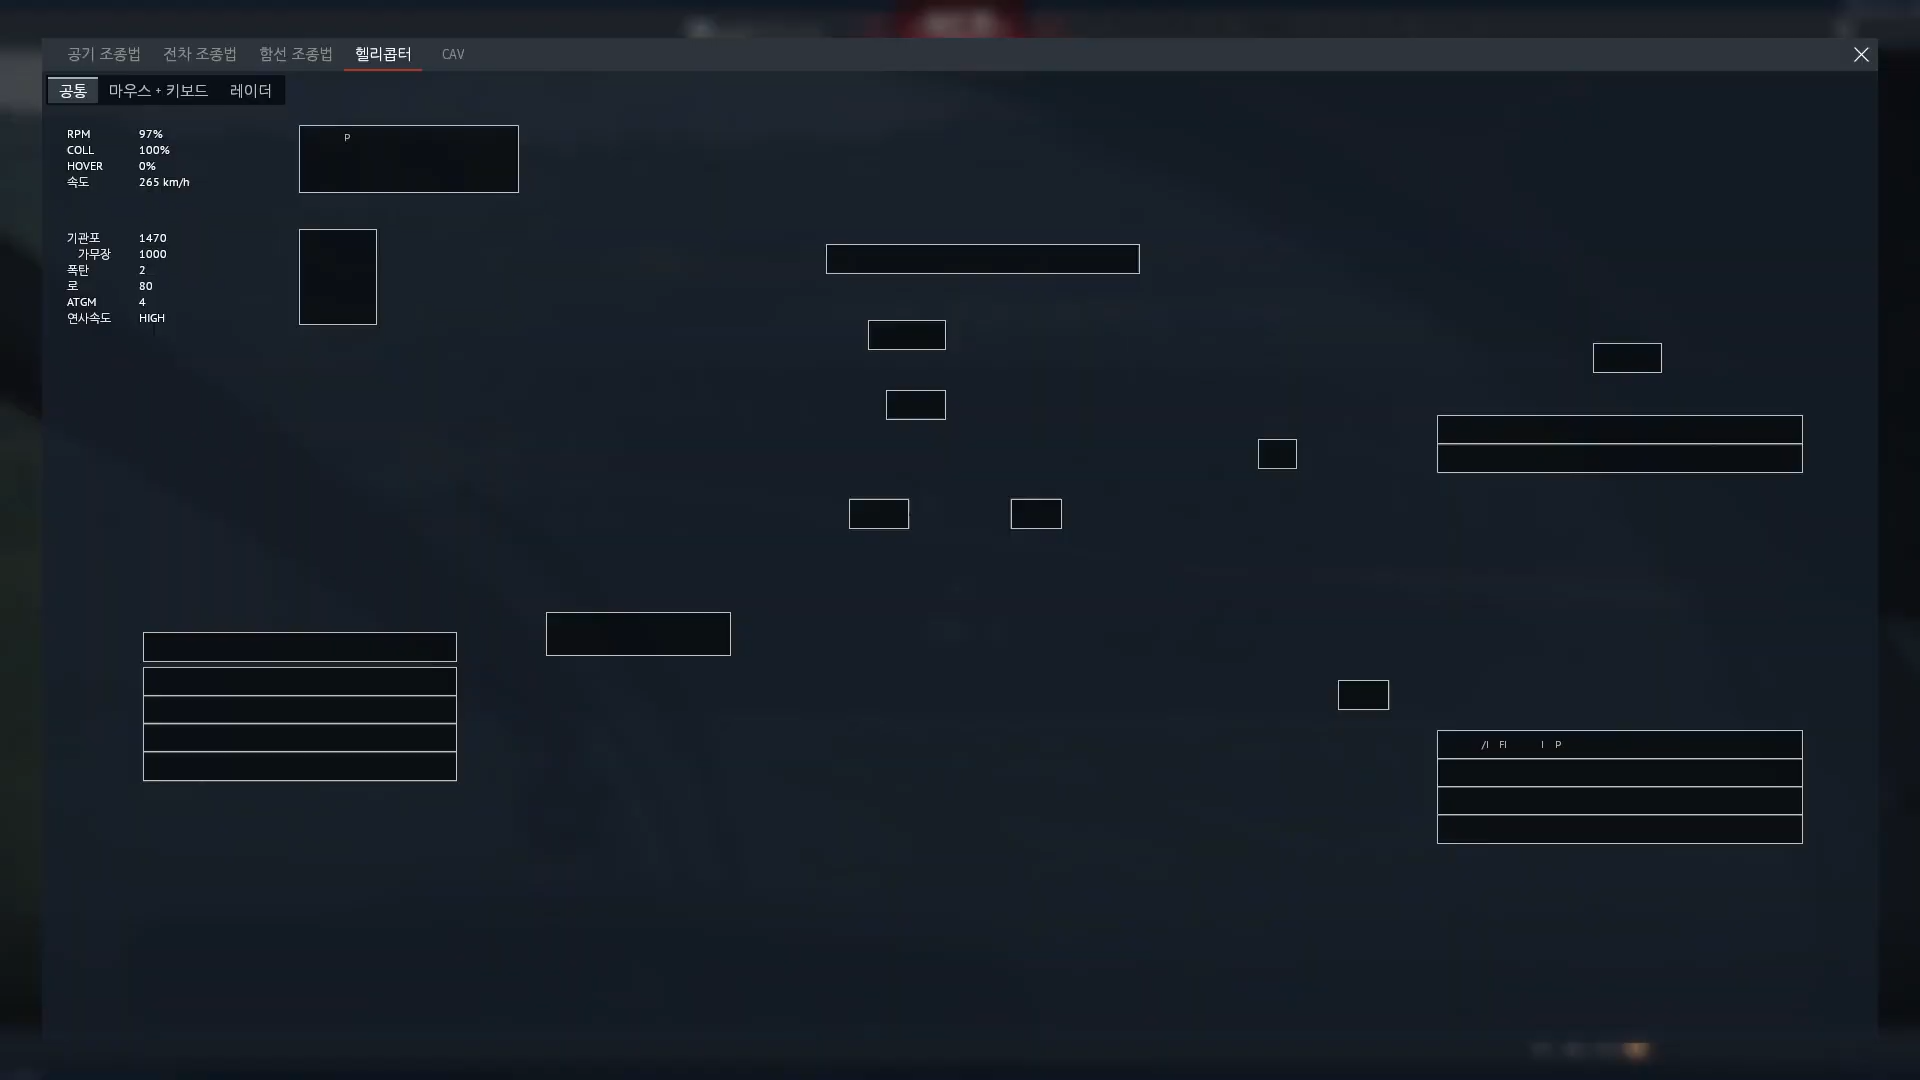 공기 조종법 전차 조종법 함선 조종법 헬리콥터 CAV
공통 마우스 + 키보드 레이더
RPM 97%
COLL 100%
HOVER 0%
속도 265 km/h
P
기관포 1470
가무장 1000
폭탄 2
로 80
ATGM 4
연사속도 HIGH
/I FI I P